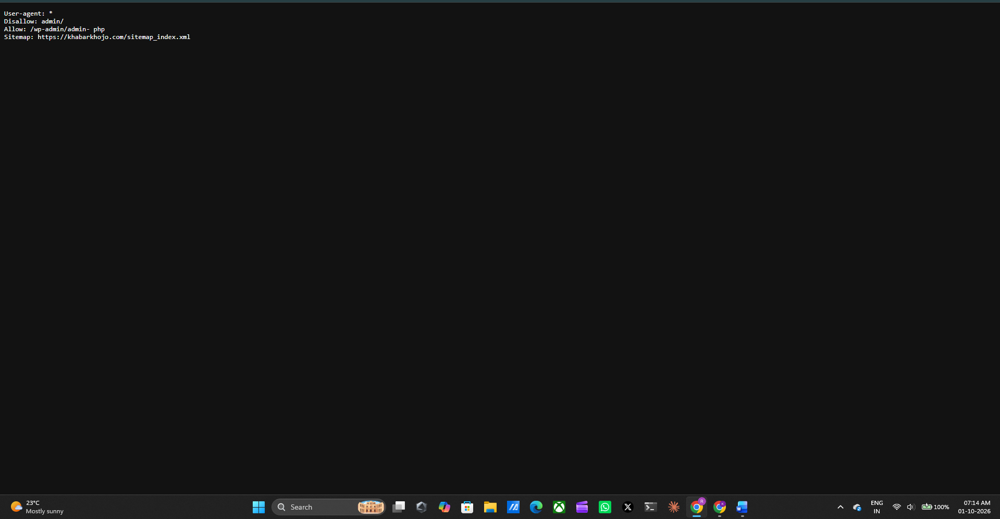 User-agent: *
Disallow: admin/
Allow: /wp-admin/admin- php
Sitemap: https://khabarkhojo.com/sitemap_index.xml
23°C
Mostly sunny
Search
R
K
W
ENG
IN
100%
07:14 AM
01-10-2026